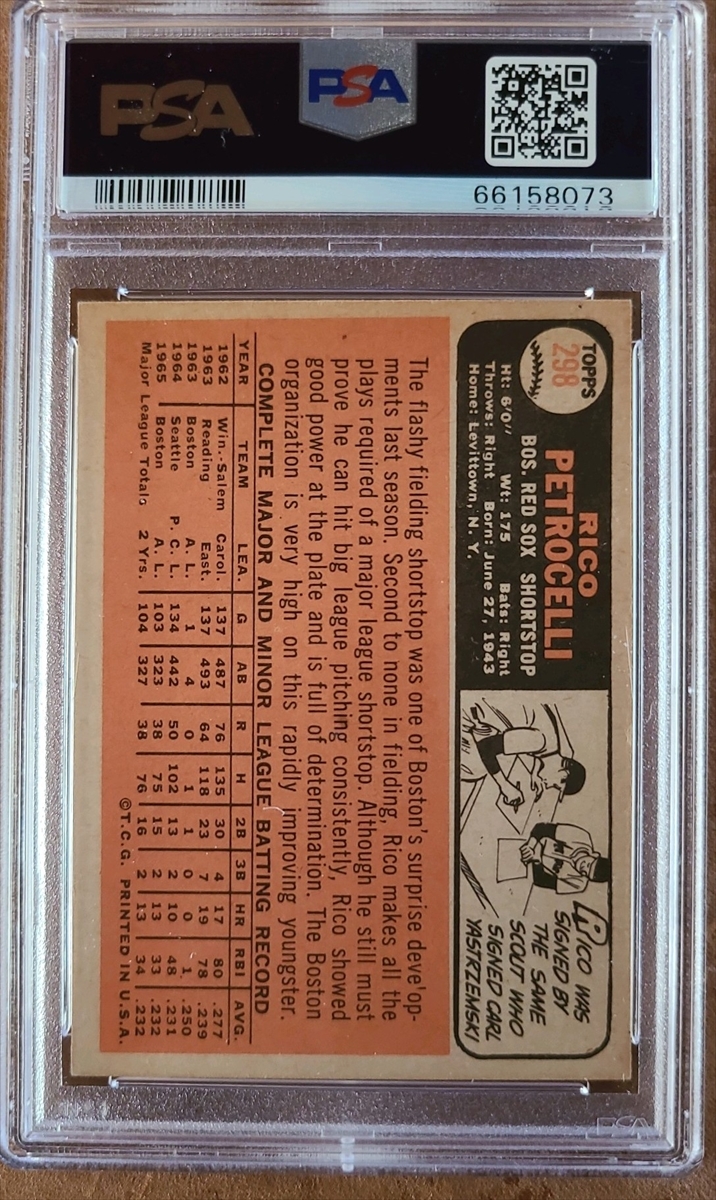 PSA
PSA
66158073
TOPPS
298
RICO
PETROCELLI
BOS. RED SOX SHORTSTOP
Ht: 6'0" Wt: 175 Bats: Right
Throws: Right Born: June 27, 1943
Home: Levittown, N. Y.
RICO WAS
SIGNED BY
THE SAME
SCOUT WHO
SIGNED CARL
YASTRZEMSKI
The flashy fielding shortstop was one of Boston's surprise deve'op-
ments last season. Second to none in fielding, Rico makes all the
plays required of a major league shortstop. Although he still must
prove he can hit big league pitching consistently, Rico showed
good power at the plate and is full of determination. The Boston
organization is very high on this rapidly improving youngster.
COMPLETE MAJOR AND MINOR LEAGUE BATTING RECORD
YEAR TEAM LEA. G AB R H 2B 3B HR RBI AVG.
1962 Win.-Salem Carol. 137 487 76 135 30 4 17 80 .277
1963 Reading East. 137 493 64 118 23 7 19 78 .239
1963 Boston A. L. 1 4 0 1 1 0 0 1 .250
1964 Seattle P. C. L. 134 442 50 102 13 2 10 48 .231
1965 Boston A. L. 103 323 38 75 15 2 13 33 .232
Major League Totals 2 Yrs. 104 327 38 76 16 2 13 34 .232
©T.C.G. PRINTED IN U.S.A.
PSA